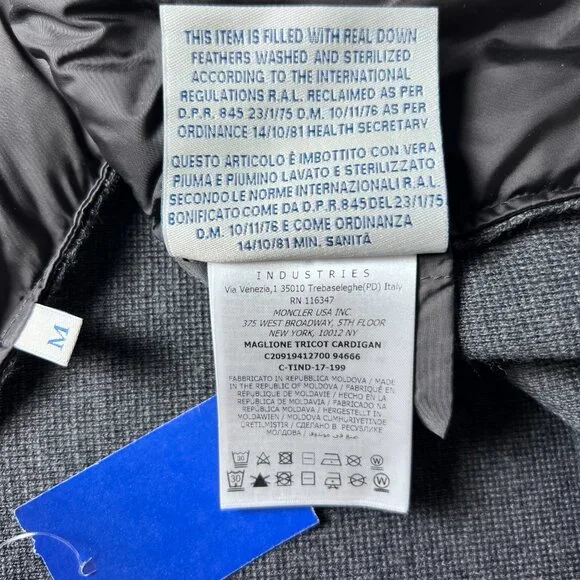 THIS ITEM IS FILLED WITH REAL DOWN
FEATHERS WASHED AND STERILIZED
ACCORDING TO THE INTERNATIONAL
REGULATIONS R.A.L. RECLAIMED AS PER
D.P.R. 845 23/1/75 D.M. 10/11/76 AS PER
ORDINANCE 14/10/81 HEALTH SECRETARY
QUESTO ARTICOLO È IMBOTTITO CON VERA
PIUMA E PIUMINO LAVATO E STERILIZZATO
SECONDO LE NORME INTERNAZIONALI R.A.L.
BONIFICATO COME DA D.P.R. 845 DEL 23/1/75
D.M. 10/11/76 E COME ORDINANZA
14/10/81 MIN. SANITÀ
INDUSTRIES
Via Venezia,1 35010 Trebaseleghe(PD) Italy
RN 116347
MONCLER USA INC.
375 WEST BROADWAY, 5TH FLOOR
NEW YORK, 10012 NY
MAGLIONE TRICOT CARDIGAN
C20919412700 94666
C-TIND-17-199
FABBRICATO IN REPUBBLICA MOLDOVA / MADE
IN THE REPUBLIC OF MOLDOVA / FABRIQUÉ EN
RÉPUBLIQUE DE MOLDAVIE / FABRICADO EN
REPÚBLICA DE MOLDAVIA / FABRICADO NA
REPÚBLICA MOLDOVA / HERGESTELLT IN
MOLDAWIEN / MOLDOVA CUMHURIYETI'NDE
ÜRETILMIŞTIR / СДЕЛАНО В РЕСПУБЛИКЕ
МОЛДОВА /
30
W
30
W
M